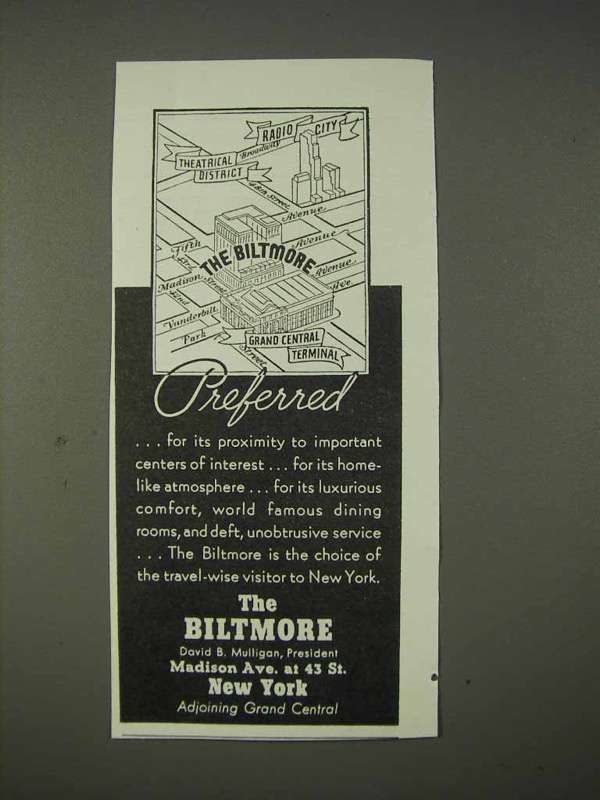 RADIO CITY
THEATRICAL DISTRICT
Broadway
48th Street
Avenue
Avenue
Avenue
Ave.
Fifth
Madison
Vanderbilt
Park
THE BILTMORE
GRAND CENTRAL
TERMINAL
Preferred
... for its proximity to important
centers of interest ... for its home-
like atmosphere ... for its luxurious
comfort, world famous dining
rooms, and deft, unobtrusive service
... The Biltmore is the choice of
the travel-wise visitor to New York.
The
BILTMORE
David B. Mulligan, President
Madison Ave. at 43 St.
New York
Adjoining Grand Central